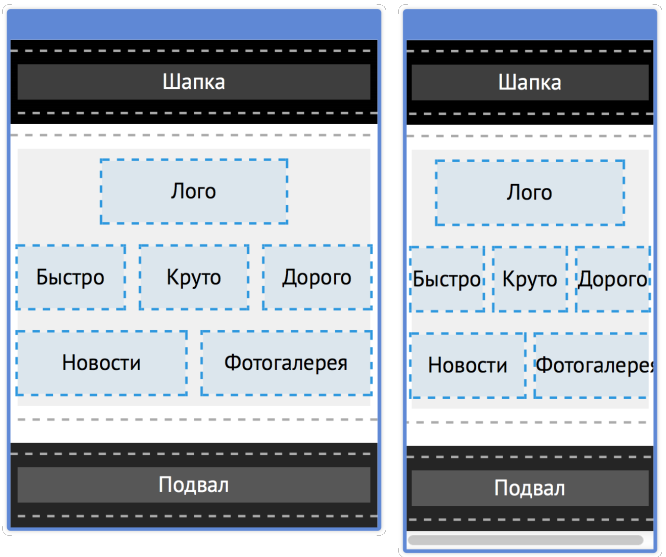 Шапка
Лого
Быстро Круто Дорого
Новости Фотогалерея
Подвал
Шапка
Лого
Быстро Круто Дорого
Новости Фотогалерея
Подвал